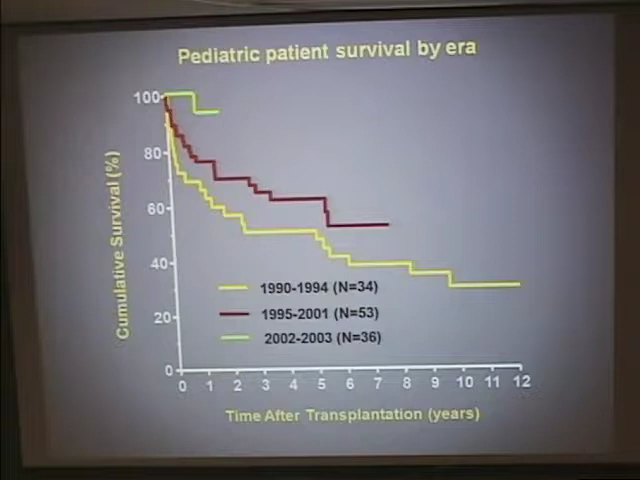 Pediatric patient survival by era
Cumulative Survival (%)
100
80
60
40
20
0
1990-1994 (N=34)
1995-2001 (N=53)
2002-2003 (N=36)
0 1 2 3 4 5 6 7 8 9 10 11 12
Time After Transplantation (years)